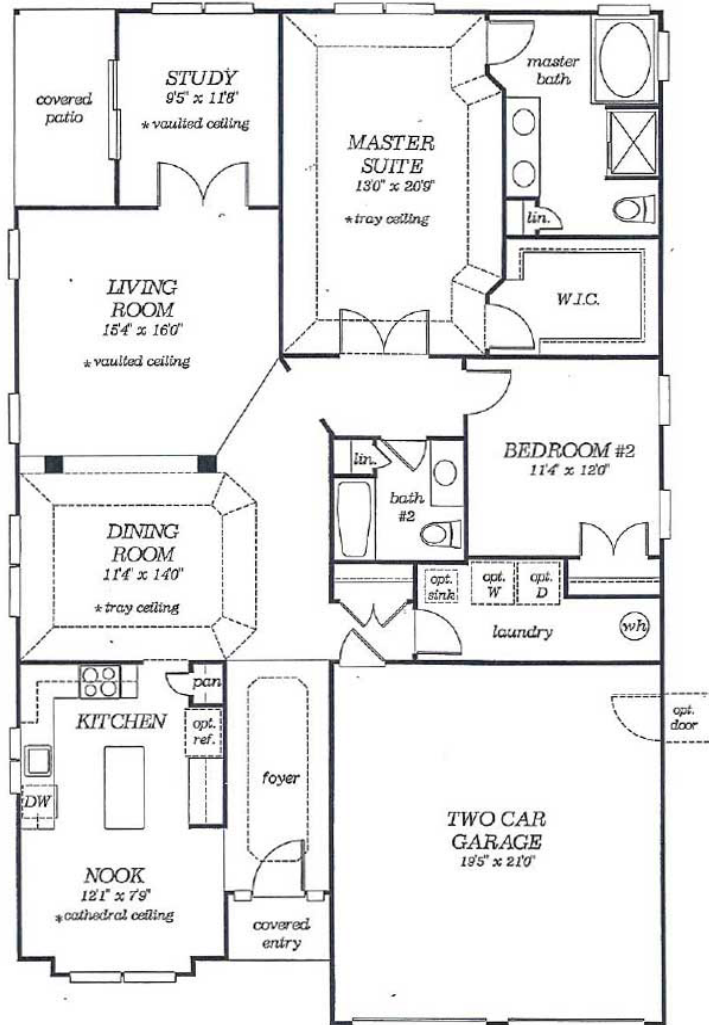 covered
patio
STUDY
9'5" x 11'8"
*vaulted ceiling
MASTER
SUITE
13'0" x 20'9"
*tray ceiling
master
bath
lin.
W.I.C.
LIVING
ROOM
15'4" x 16'0"
*vaulted ceiling
BEDROOM #2
11'4" x 12'0"
lin.
bath
#2
DINING
ROOM
11'4" x 14'0"
*tray ceiling
opt.
sink
opt.
W
opt.
D
laundry
wh
pan
KITCHEN
opt.
ref.
DW
foyer
opt.
door
TWO CAR
GARAGE
19'5" x 21'0"
NOOK
12'1" x 7'9"
*cathedral ceiling
covered
entry